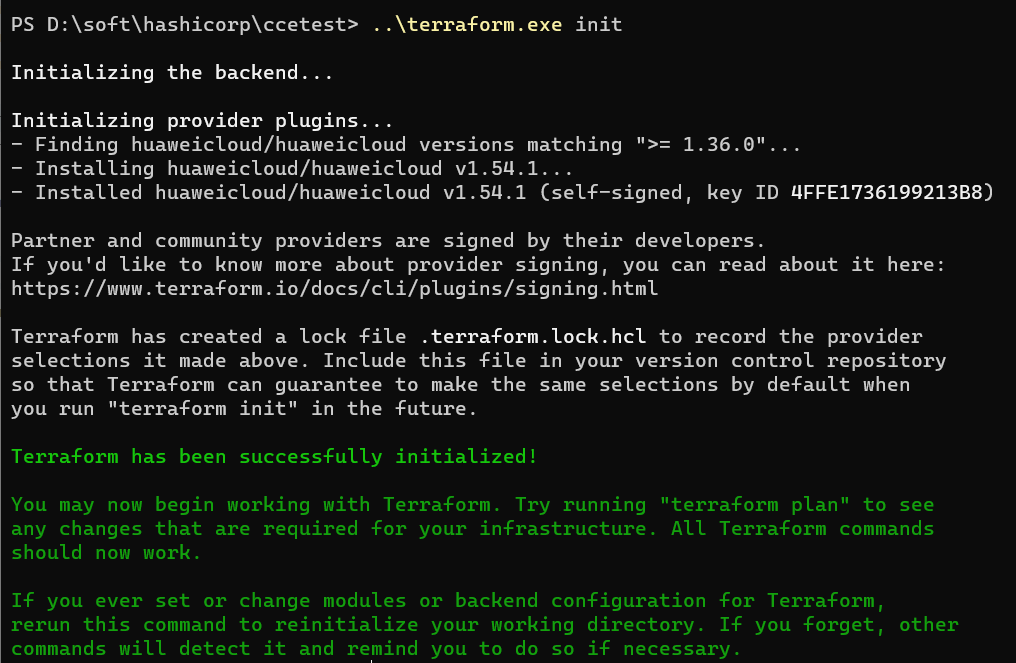 PS D:\soft\hashicorp\ccetest> ..\terraform.exe init
Initializing the backend...
Initializing provider plugins...
- Finding huaweicloud/huaweicloud versions matching ">= 1.36.0"...
- Installing huaweicloud/huaweicloud v1.54.1...
- Installed huaweicloud/huaweicloud v1.54.1 (self-signed, key ID 4FFE1736199213B8)
Partner and community providers are signed by their developers.
If you'd like to know more about provider signing, you can read about it here:
https://www.terraform.io/docs/cli/plugins/signing.html
Terraform has created a lock file .terraform.lock.hcl to record the provider
selections it made above. Include this file in your version control repository
so that Terraform can guarantee to make the same selections by default when
you run "terraform init" in the future.
Terraform has been successfully initialized!
You may now begin working with Terraform. Try running "terraform plan" to see
any changes that are required for your infrastructure. All Terraform commands
should now work.
If you ever set or change modules or backend configuration for Terraform,
rerun this command to reinitialize your working directory. If you forget, other
commands will detect it and remind you to do so if necessary.